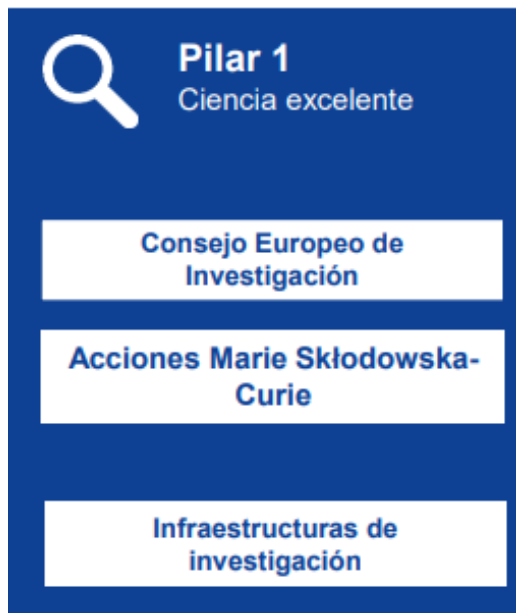 Pilar 1
Ciencia excelente
Consejo Europeo de
Investigación
Acciones Marie Skłodowska-
Curie
Infraestructuras de
investigación